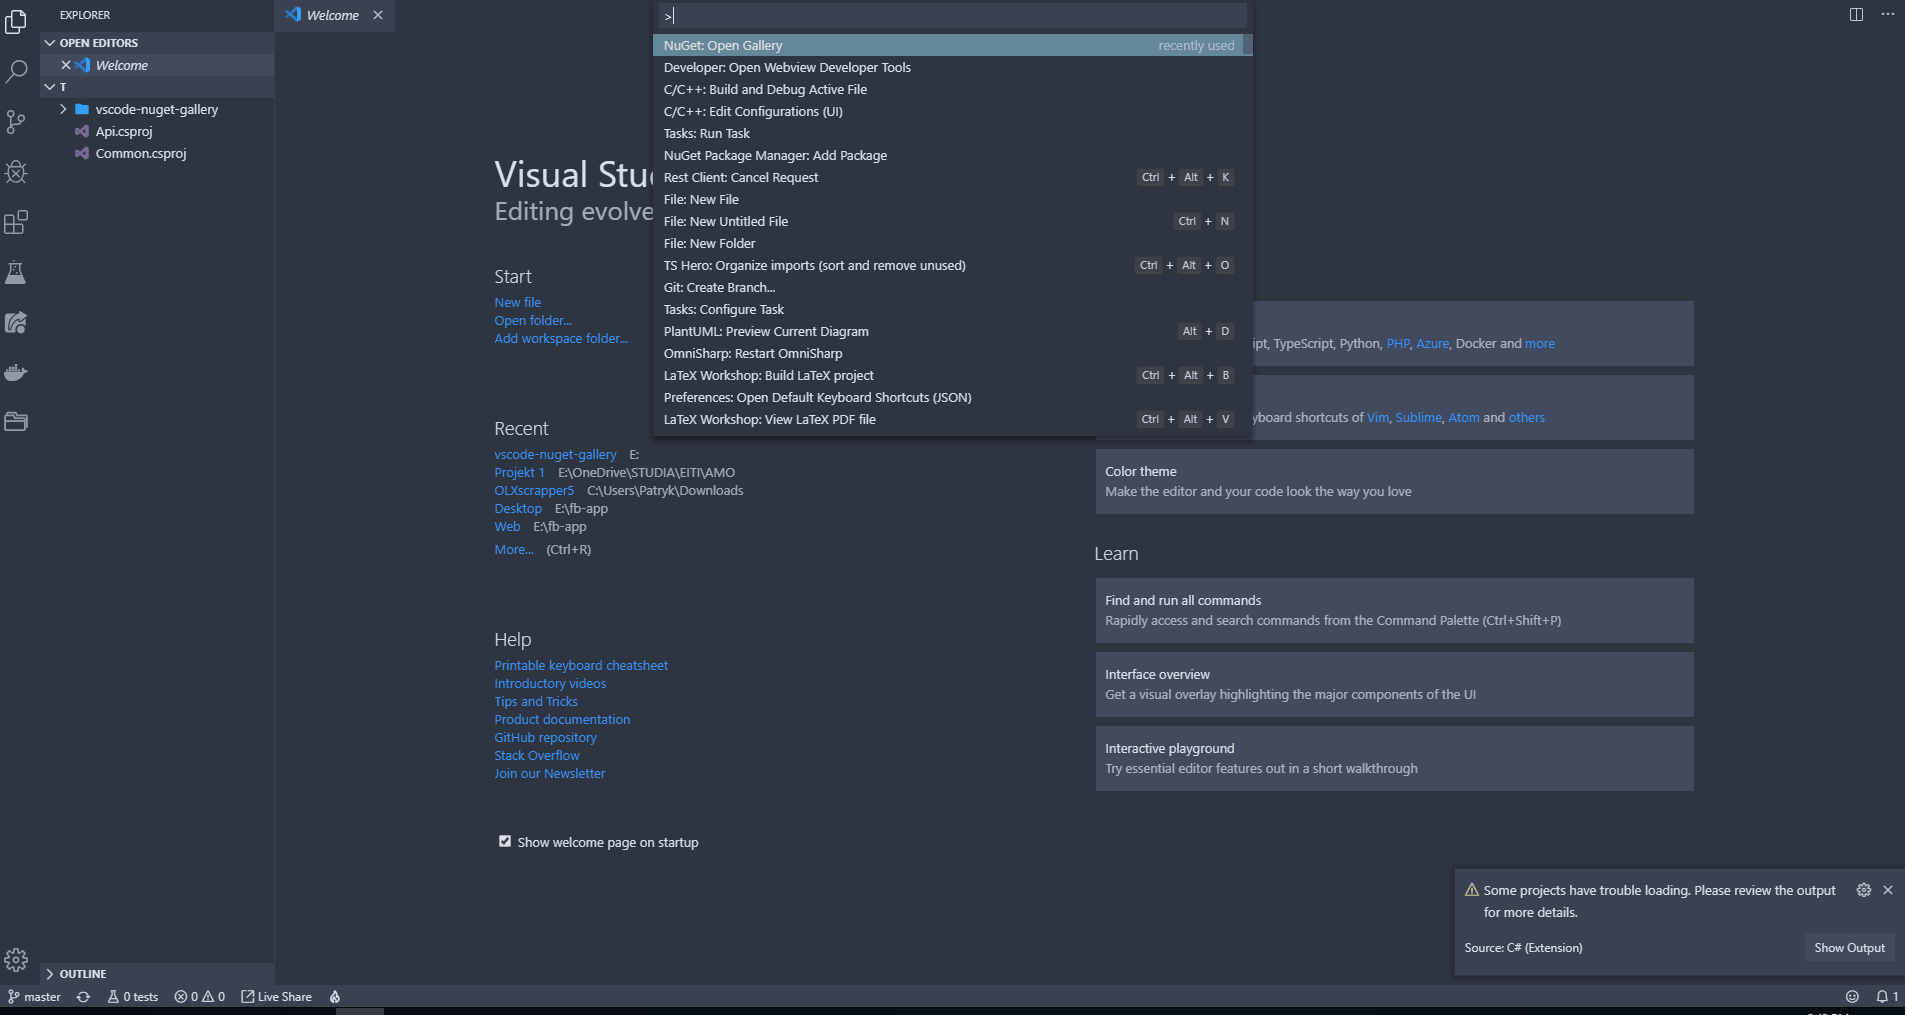 EXPLORER
OPEN EDITORS
Welcome
T
vscode-nuget-gallery
Api.csproj
Common.csproj
OUTLINE
Welcome
>
NuGet: Open Gallery recently used
Developer: Open Webview Developer Tools
C/C++: Build and Debug Active File
C/C++: Edit Configurations (UI)
Tasks: Run Task
NuGet Package Manager: Add Package
Rest Client: Cancel Request Ctrl + Alt + K
File: New File
File: New Untitled File Ctrl + N
File: New Folder
TS Hero: Organize imports (sort and remove unused) Ctrl + Alt + O
Git: Create Branch...
Tasks: Configure Task
PlantUML: Preview Current Diagram Alt + D
OmniSharp: Restart OmniSharp
LaTeX Workshop: Build LaTeX project Ctrl + Alt + B
Preferences: Open Default Keyboard Shortcuts (JSON)
LaTeX Workshop: View LaTeX PDF file Ctrl + Alt + V
Visual Stu
Editing evolve
Start
New file
Open folder...
Add workspace folder...
Recent
vscode-nuget-gallery E:
Projekt 1 E:\OneDrive\STUDIA\EITI\AMO
OLXscrapper5 C:\Users\Patryk\Downloads
Desktop E:\fb-app
Web E:\fb-app
More... (Ctrl+R)
Help
Printable keyboard cheatsheet
Introductory videos
Tips and Tricks
Product documentation
GitHub repository
Stack Overflow
Join our Newsletter
Show welcome page on startup
ipt, TypeScript, Python, PHP, Azure, Docker and more
yboard shortcuts of Vim, Sublime, Atom and others
Color theme
Make the editor and your code look the way you love
Learn
Find and run all commands
Rapidly access and search commands from the Command Palette (Ctrl+Shift+P)
Interface overview
Get a visual overlay highlighting the major components of the UI
Interactive playground
Try essential editor features out in a short walkthrough
Some projects have trouble loading. Please review the output
for more details.
Source: C# (Extension) Show Output
master 0 tests 0 0 Live Share 1